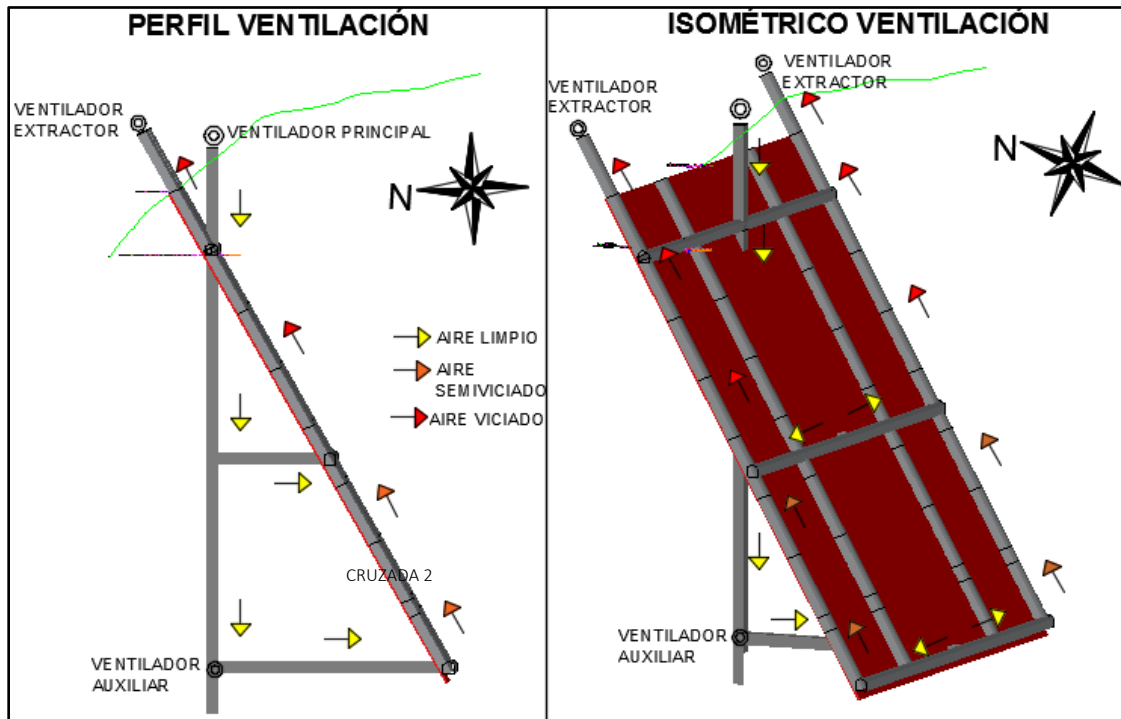 PERFIL VENTILACIÓN
VENTILADOR
EXTRACTOR
VENTILADOR PRINCIPAL
N
AIRE LIMPIO
AIRE
SEMIVICIADO
AIRE VICIADO
CRUZADA 2
VENTILADOR
AUXILIAR
ISOMÉTRICO VENTILACIÓN
VENTILADOR
EXTRACTOR
VENTILADOR
EXTRACTOR
N
VENTILADOR
AUXILIAR